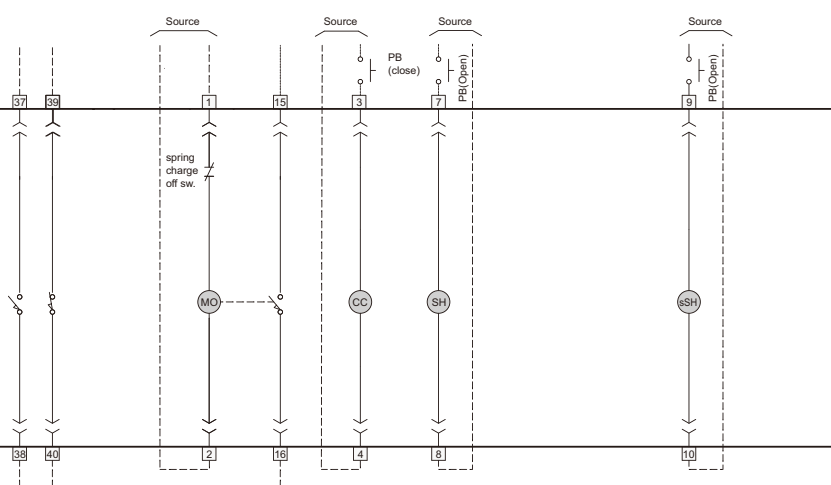 Source
Source
Source
Source
PB
(close)
PB(Open)
PB(Open)
37
39
1
15
3
7
9
spring
charge
off sw.
MO
CC
SH
sSH
38
40
2
16
4
8
10